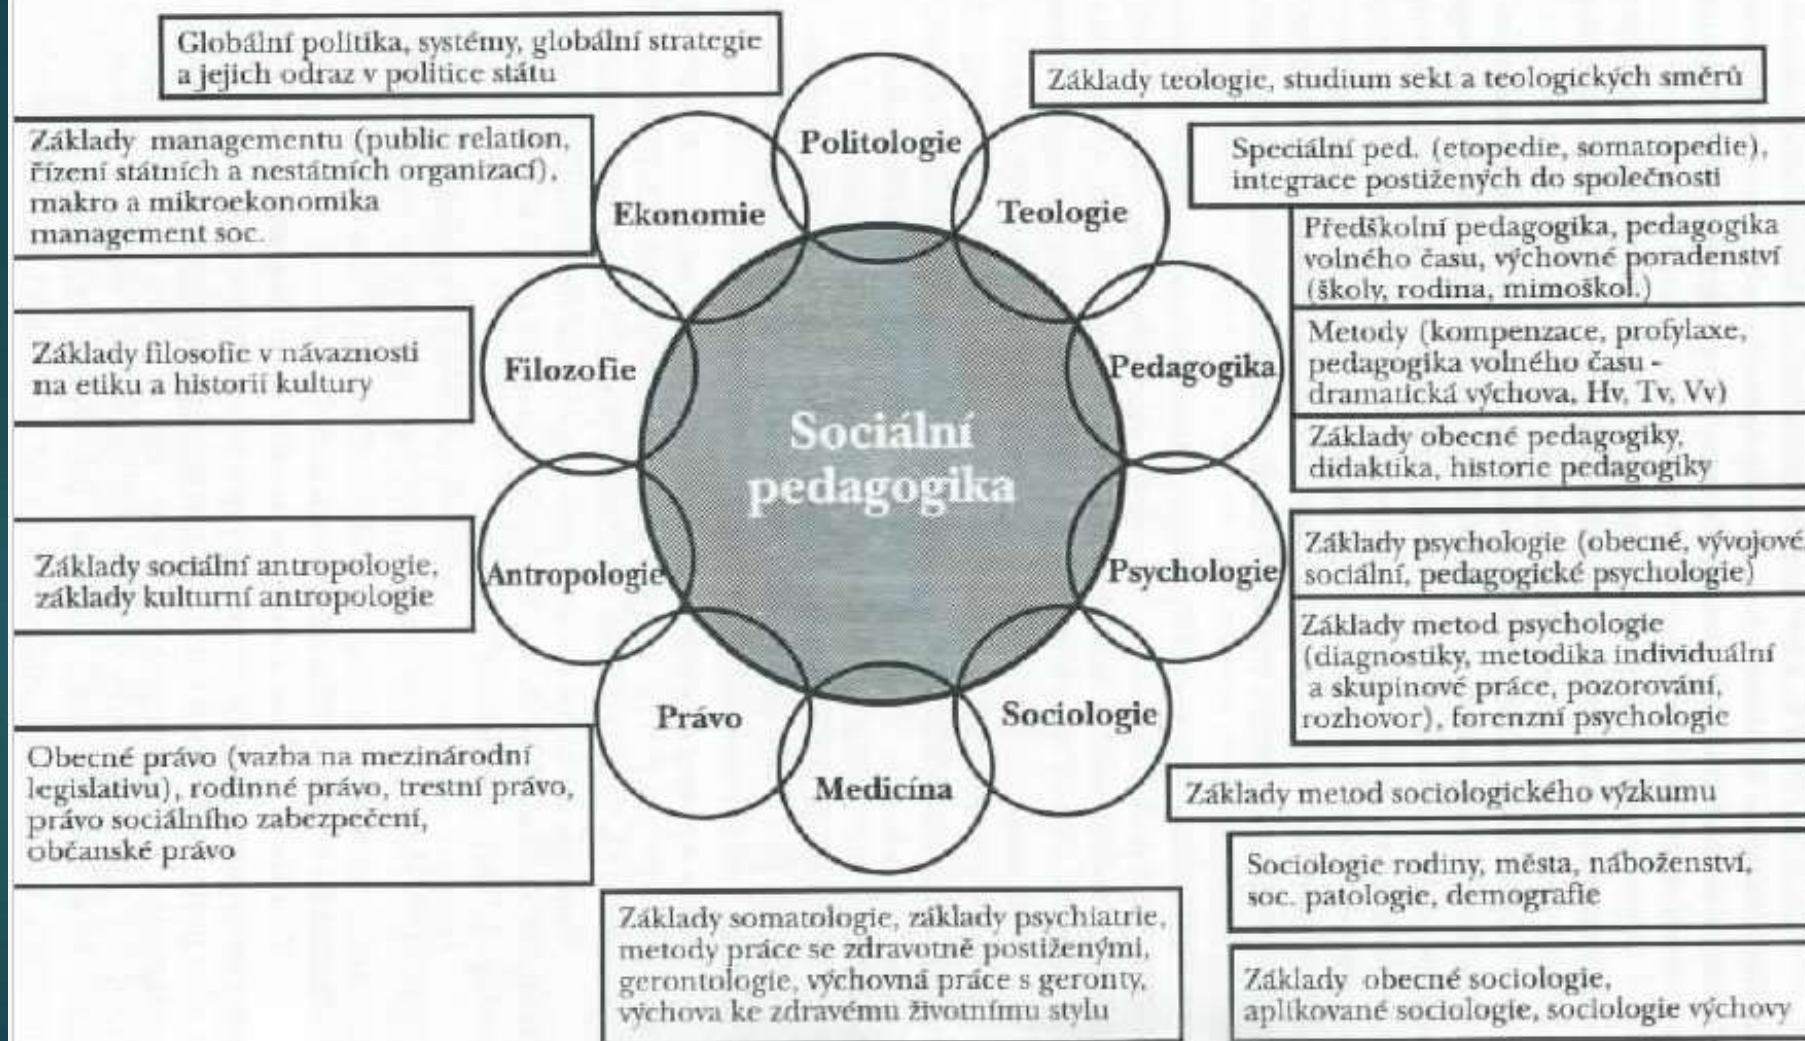 Globální politika, systémy, globální strategie
a jejich odraz v politice státu
Základy teologie, studium sekt a teologických směrů
Základy managementu (public relation,
řízení státních a nestátních organizací),
makro a mikroekonomika
management soc.
Politologie
Ekonomie
Teologie
Speciální ped. (etopedie, somatopedie),
integrace postižených do společnosti
Předškolní pedagogika, pedagogika
volného času, výchovné poradenství
(školy, rodina, mimoškol.)
Základy filosofie v návaznosti
na etiku a historii kultury
Filozofie
Pedagogika
Metody (kompenzace, profylaxe,
pedagogika volného času -
dramatická výchova, Hv, Tv, Vv)
Sociální
pedagogika
Základy obecné pedagogiky,
didaktika, historie pedagogiky
Základy sociální antropologie,
základy kulturní antropologie
Antropologie
Psychologie
Základy psychologie (obecné, vývojové,
sociální, pedagogické psychologie)
Základy metod psychologie
(diagnostiky, metodika individuální
a skupinové práce, pozorování,
rozhovor), forenzní psychologie
Právo
Sociologie
Medicína
Obecné právo (vazba na mezinárodní
legislativu), rodinné právo, trestní právo,
právo sociálního zabezpečení,
občanské právo
Základy metod sociologického výzkumu
Sociologie rodiny, města, náboženství,
soc. patologie, demografie
Základy somatologie, základy psychiatrie,
metody práce se zdravotně postiženými,
gerontologie, výchovná práce s geronty,
výchova ke zdravému životnímu stylu
Základy obecné sociologie,
aplikované sociologie, sociologie výchovy